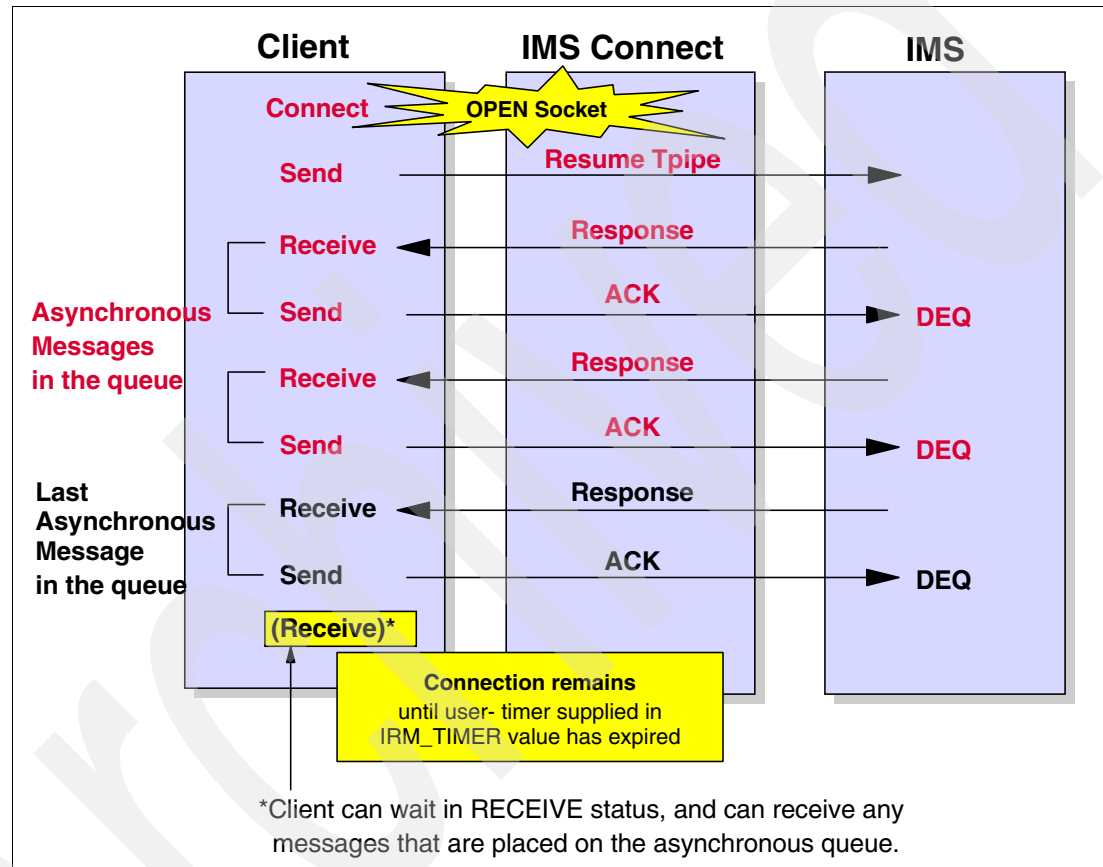 Client
IMS Connect
IMS
Connect
OPEN Socket
Send
Resume Tpipe
Receive
Response
Send
ACK
DEQ
Asynchronous
Messages
in the queue
Receive
Response
Send
ACK
DEQ
Last
Asynchronous
Message
in the queue
Receive
Response
Send
ACK
DEQ
(Receive)*
Connection remains
until user- timer supplied in
IRM_TIMER value has expired
*Client can wait in RECEIVE status, and can receive any
messages that are placed on the asynchronous queue.